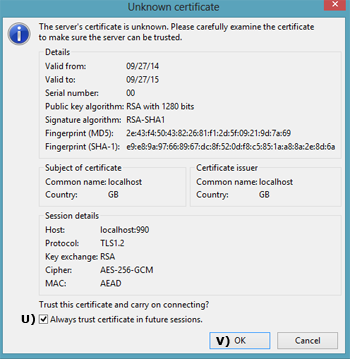 Unknown certificate
The server's certificate is unknown. Please carefully examine the certificate
to make sure the server can be trusted.
Details
Valid from: 09/27/14
Valid to: 09/27/15
Serial number: 00
Public key algorithm: RSA with 1280 bits
Signature algorithm: RSA-SHA1
Fingerprint (MD5): 2e:43:f4:50:43:82:26:81:f1:2d:5f:09:21:9d:7a:69
Fingerprint (SHA-1): e9:e8:9a:97:66:89:67:dc:8f:52:0d:f8:c5:85:1a:a8:8a:2e:8d:6a
Subject of certificate
Common name: localhost
Country: GB
Certificate issuer
Common name: localhost
Country: GB
Session details
Host: localhost:990
Protocol: TLS1.2
Key exchange: RSA
Cipher: AES-256-GCM
MAC: AEAD
Trust this certificate and carry on connecting?
U) Always trust certificate in future sessions.
V) OK
Cancel